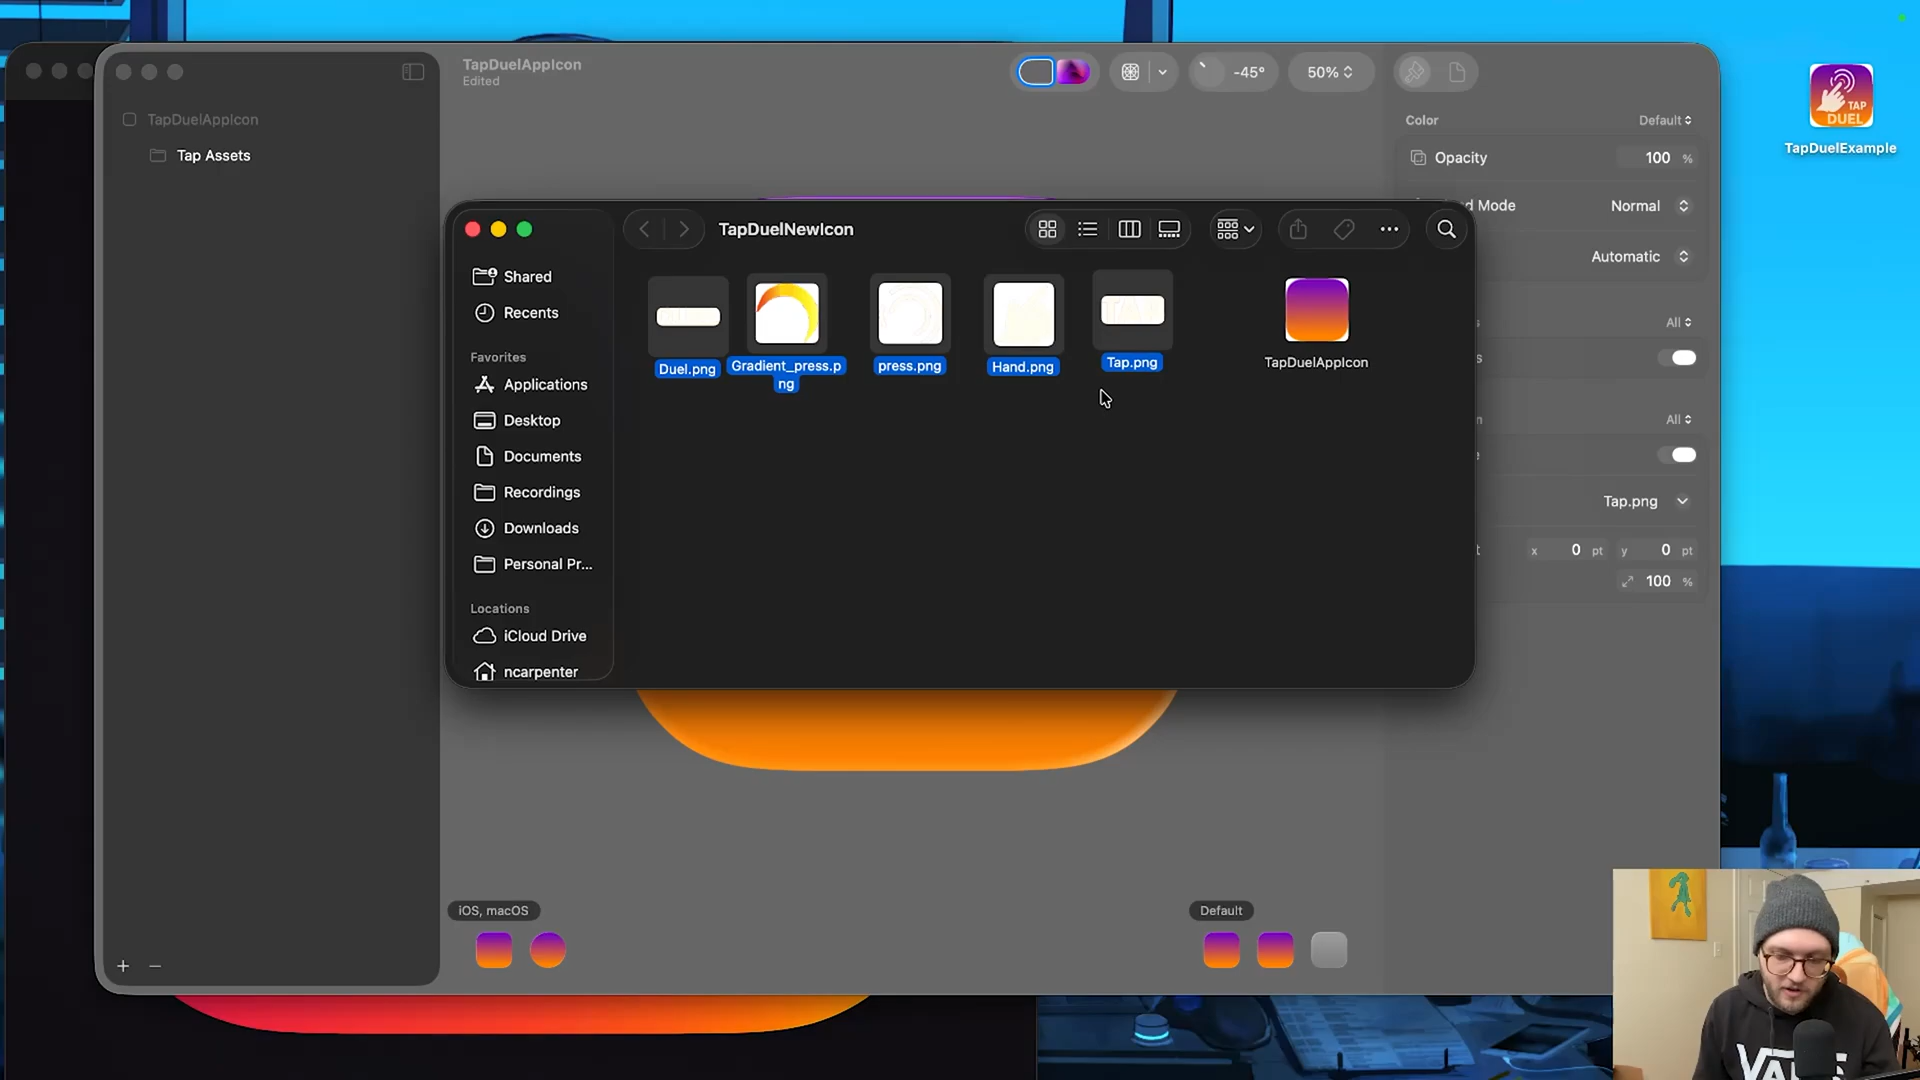 TapDuelAppIcon
Edited
-45°
50%
TapDuelAppIcon
Tap Assets
Color
Default
Opacity
100 %
d Mode
Normal
Automatic
s
All
s
n
All
e
Tap.png
t
x 0 pt y 0 pt
100 %
TAP
DUEL
TapDuelExample
TapDuelNewIcon
Shared
Recents
Favorites
Applications
Desktop
Documents
Recordings
Downloads
Personal Pr...
Locations
iCloud Drive
ncarpenter
Duel.png
Gradient_press.p
ng
press.png
Hand.png
Tap.png
TapDuelAppIcon
iOS, macOS
Default